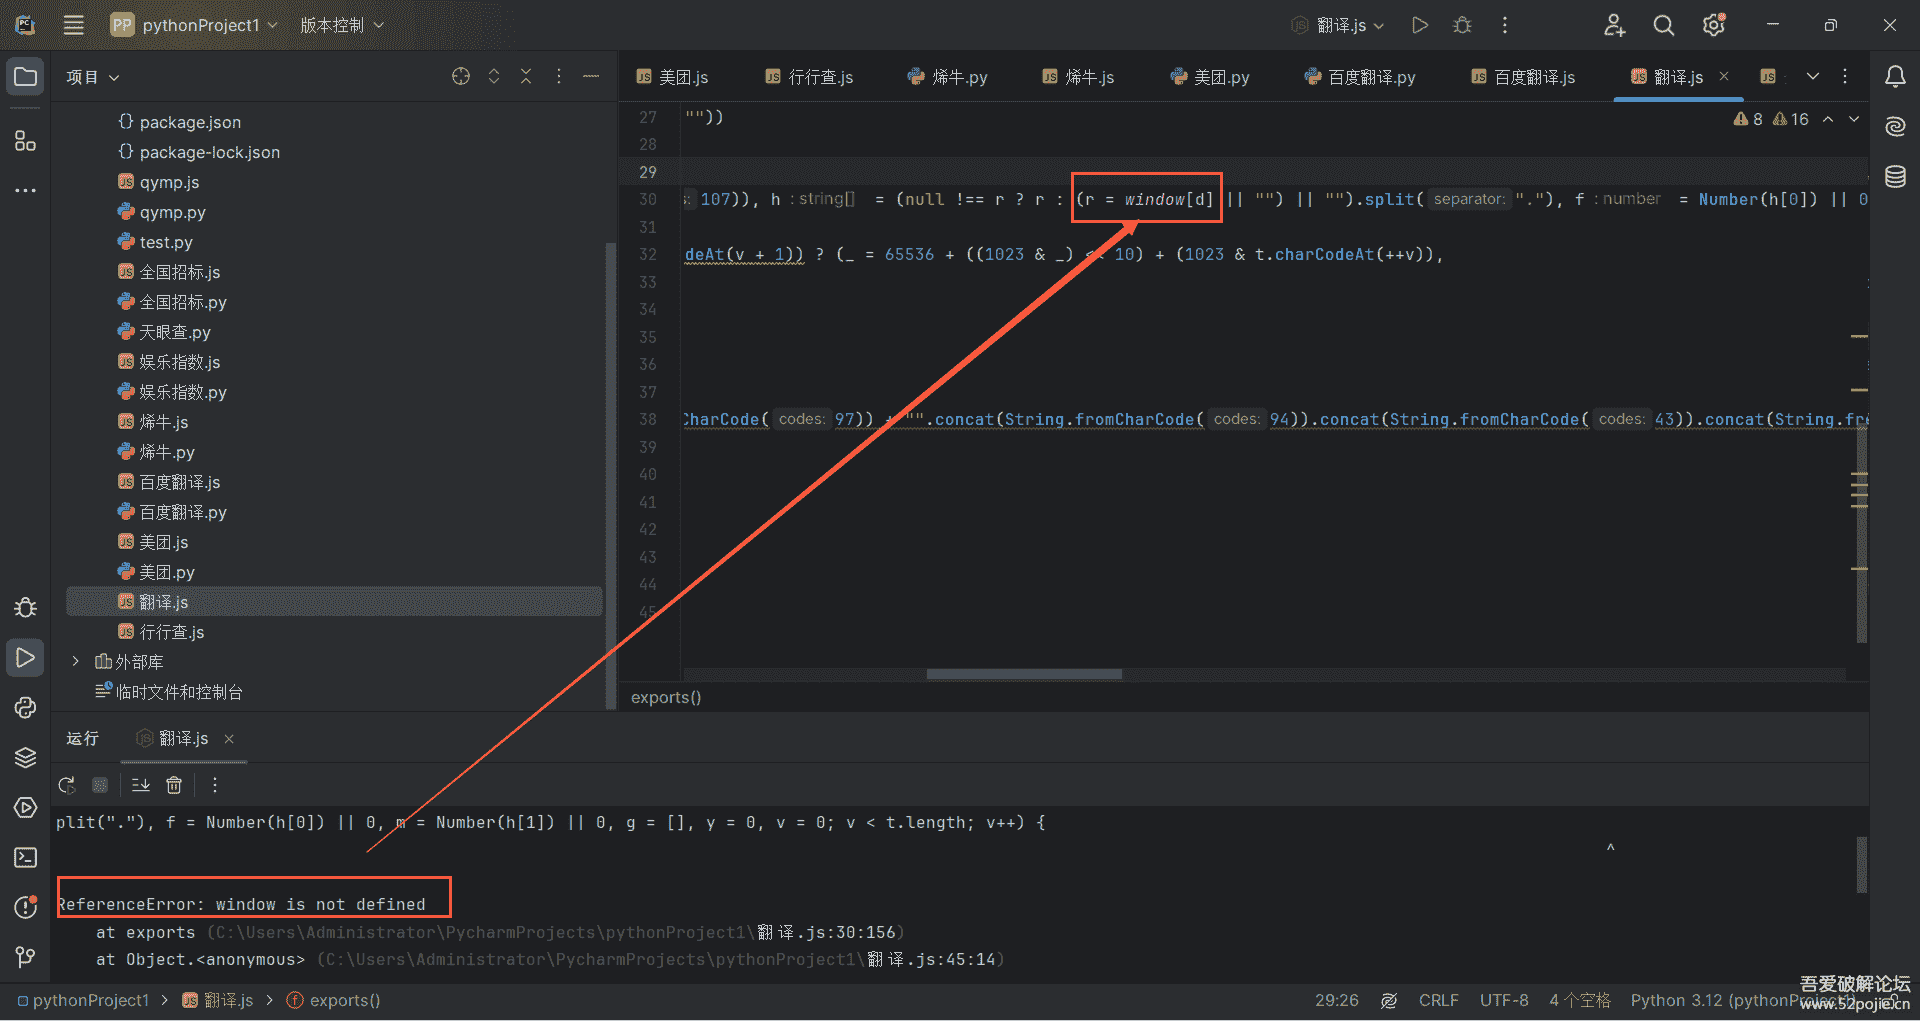 PC PP pythonProject1 版本控制 翻译.js
项目
美团.js 行行查.js 烯牛.py 烯牛.js 美团.py 百度翻译.py 百度翻译.js 翻译.js
package.json
package-lock.json
qymp.js
qymp.py
test.py
全国招标.js
全国招标.py
天眼查.py
娱乐指数.js
娱乐指数.py
烯牛.js
烯牛.py
百度翻译.js
百度翻译.py
美团.js
美团.py
翻译.js
行行查.js
外部库
临时文件和控制台
8 16
27 ""))
28
29
30 s: 107)), h : string[] = (null !== r ? r : (r = window[d] || "") || "").split( separator: "."), f : number = Number(h[0]) || 0
31
32 deAt(v + 1)) ? (_ = 65536 + ((1023 & _) << 10) + (1023 & t.charCodeAt(++v)),
33
34
35
36
37
38 CharCode( codes: 97)) + "".concat(String.fromCharCode( codes: 94)).concat(String.fromCharCode( codes: 43)).concat(String.fro
39
40
41
42
43
44
45
exports()
运行 翻译.js
plit("."), f = Number(h[0]) || 0, m = Number(h[1]) || 0, g = [], y = 0, v = 0; v < t.length; v++) {
^
ReferenceError: window is not defined
at exports (C:\Users\Administrator\PycharmProjects\pythonProject1\翻译.js:30:156)
at Object.<anonymous> (C:\Users\Administrator\PycharmProjects\pythonProject1\翻译.js:45:14)
pythonProject1 > 翻译.js > exports()
29:26 CRLF UTF-8 4 个空格 Python 3.12 (pythonProject1)
吾爱破解论坛
www.52pojie.cn